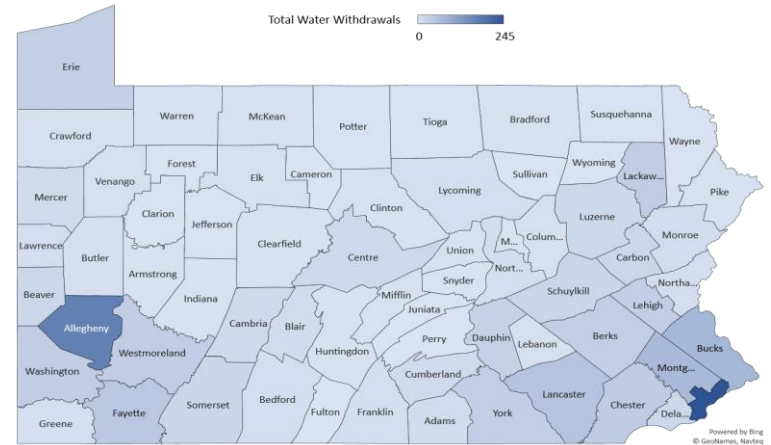 Total Water Withdrawals
0 245
Erie
Warren
McKean
Potter
Tioga
Bradford
Susquehanna
Wayne
Crawford
Forest
Elk
Cameron
Sullivan
Wyoming
Lackaw...
Pike
Mercer
Venango
Clarion
Jefferson
Clinton
Lycoming
Luzerne
Monroe
Lawrence
Butler
Armstrong
Clearfield
Centre
Union
M...
Colum...
Carbon
Beaver
Indiana
Snyder
Nort...
Northa...
Schuylkill
Lehigh
Allegheny
Westmoreland
Cambria
Blair
Mifflin
Juniata
Perry
Dauphin
Lebanon
Berks
Bucks
Washington
Huntingdon
Cumberland
Montg...
Greene
Fayette
Somerset
Bedford
Fulton
Franklin
Adams
York
Lancaster
Chester
Dela...
Powered by Bing
© GeoNames, Navteq